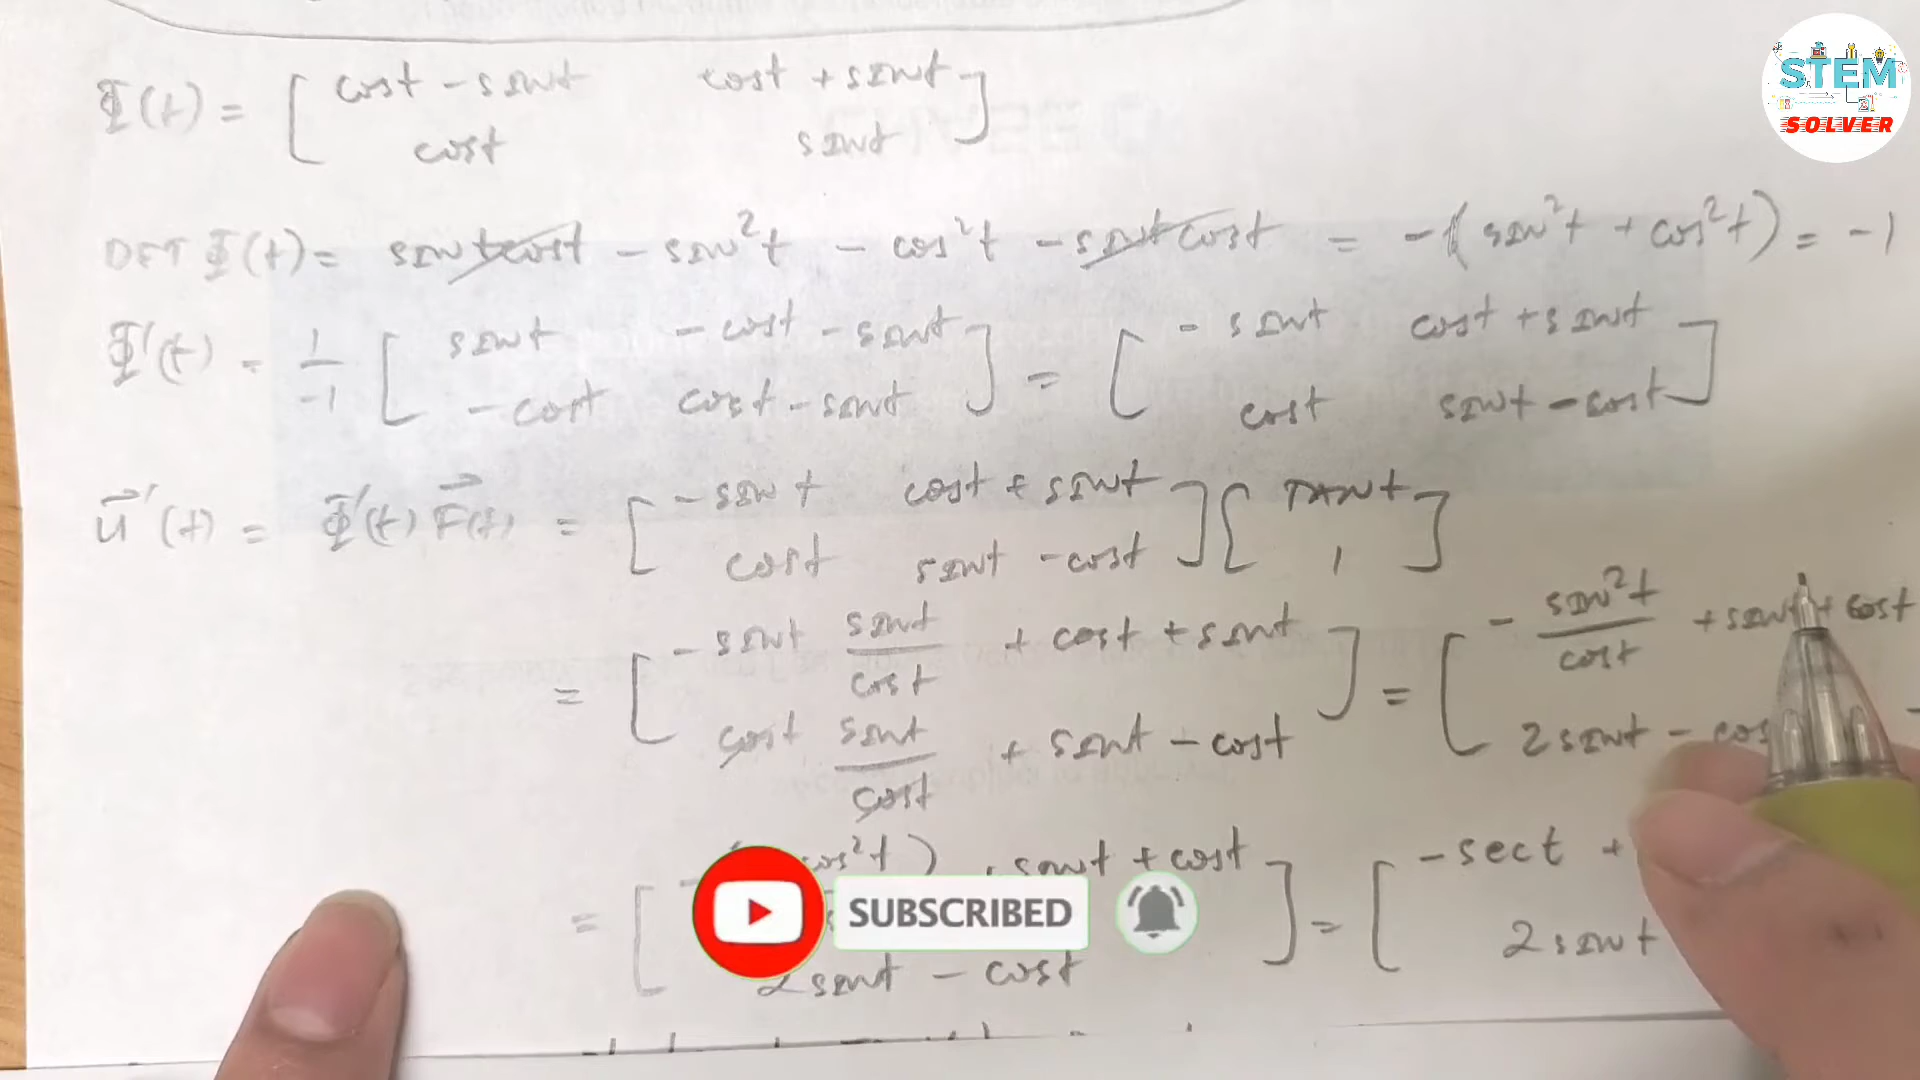 Φ(t) = [ cost - sint cost + sint ]
cost sint
DET Φ(t) = sint cost - sin²t - cos²t - sint cost = -(sin²t + cos²t) = -1
Φ⁻¹(t) = 1/-1 [ sint -cost - sint ] = [ -sint cost + sint ]
-cost cost - sint cost sint - cost
u'(t) = Φ⁻¹(t) F(t) = [ -sint cost + sint ] [ TANt ]
cost sint - cost 1
= [ -sint sint/cost + cost + sint ] = [ - sin²t/cost + sint + cost
cost sint/cost + sint - cost 2sint - cos
= [ cos²t) + sint + cost ] = [ -sect +
2sint - cost 2sint
STEM
SOLVER
SUBSCRIBED